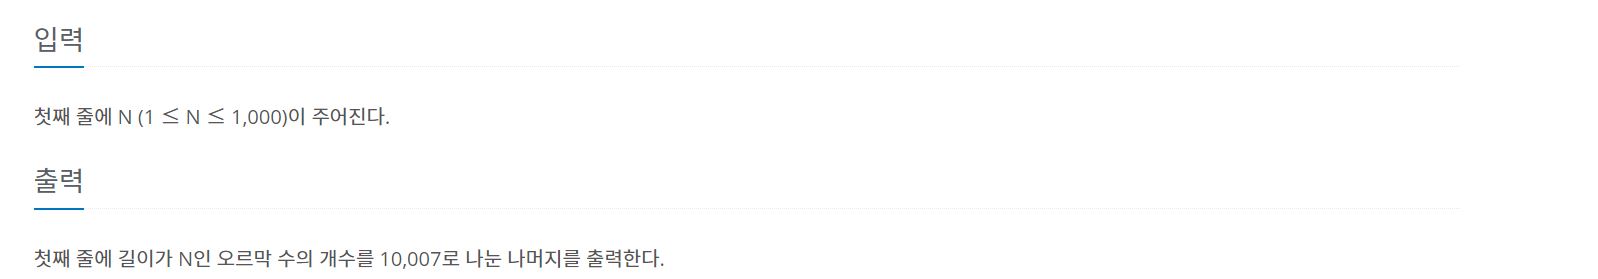 입력
첫째 줄에 N (1 ≤ N ≤ 1,000)이 주어진다.
출력
첫째 줄에 길이가 N인 오르막 수의 개수를 10,007로 나눈 나머지를 출력한다.